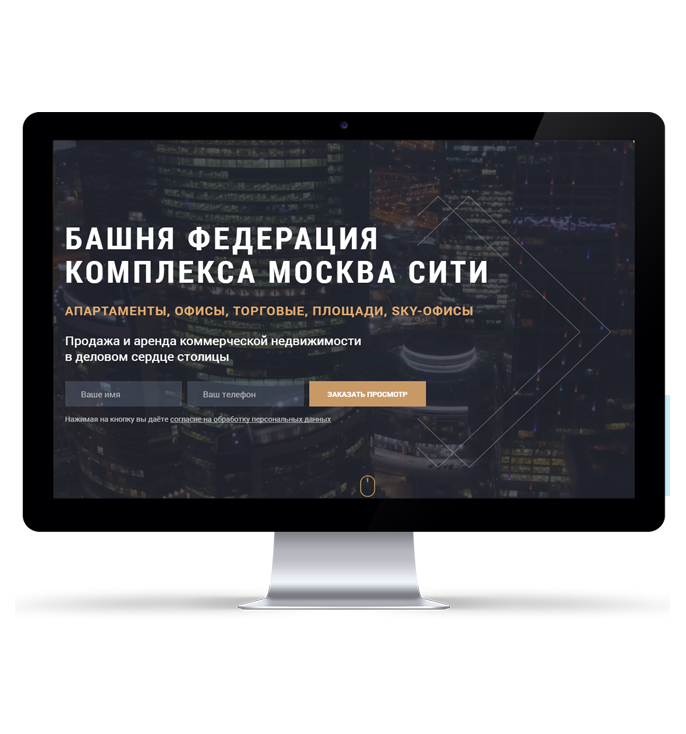 БАШНЯ ФЕДЕРАЦИЯ
КОМПЛЕКСА МОСКВА СИТИ
АПАРТАМЕНТЫ, ОФИСЫ, ТОРГОВЫЕ, ПЛОЩАДИ, SKY-ОФИСЫ
Продажа и аренда коммерческой недвижимости
в деловом сердце столицы
Ваше имя
Ваш телефон
ЗАКАЗАТЬ ПРОСМОТР
Нажимая на кнопку вы даёте согласие на обработку персональных данных